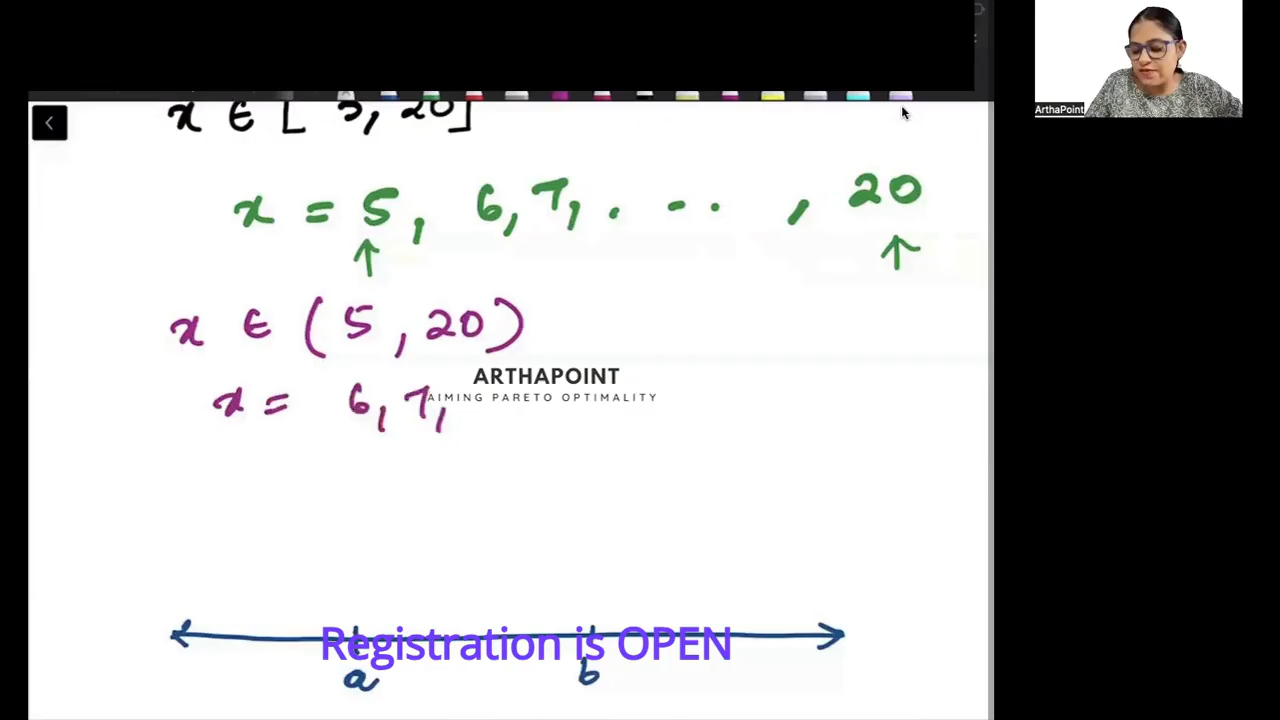 x ∈ [ 5, 20]
x = 5, 6, 7, . - . . , 20
↑ ↑
x ∈ ( 5 , 20 )
x = 6, 7,
ARTHAPOINT
AIMING PARETO OPTIMALITY
Registration is OPEN
a b
ArthaPoint